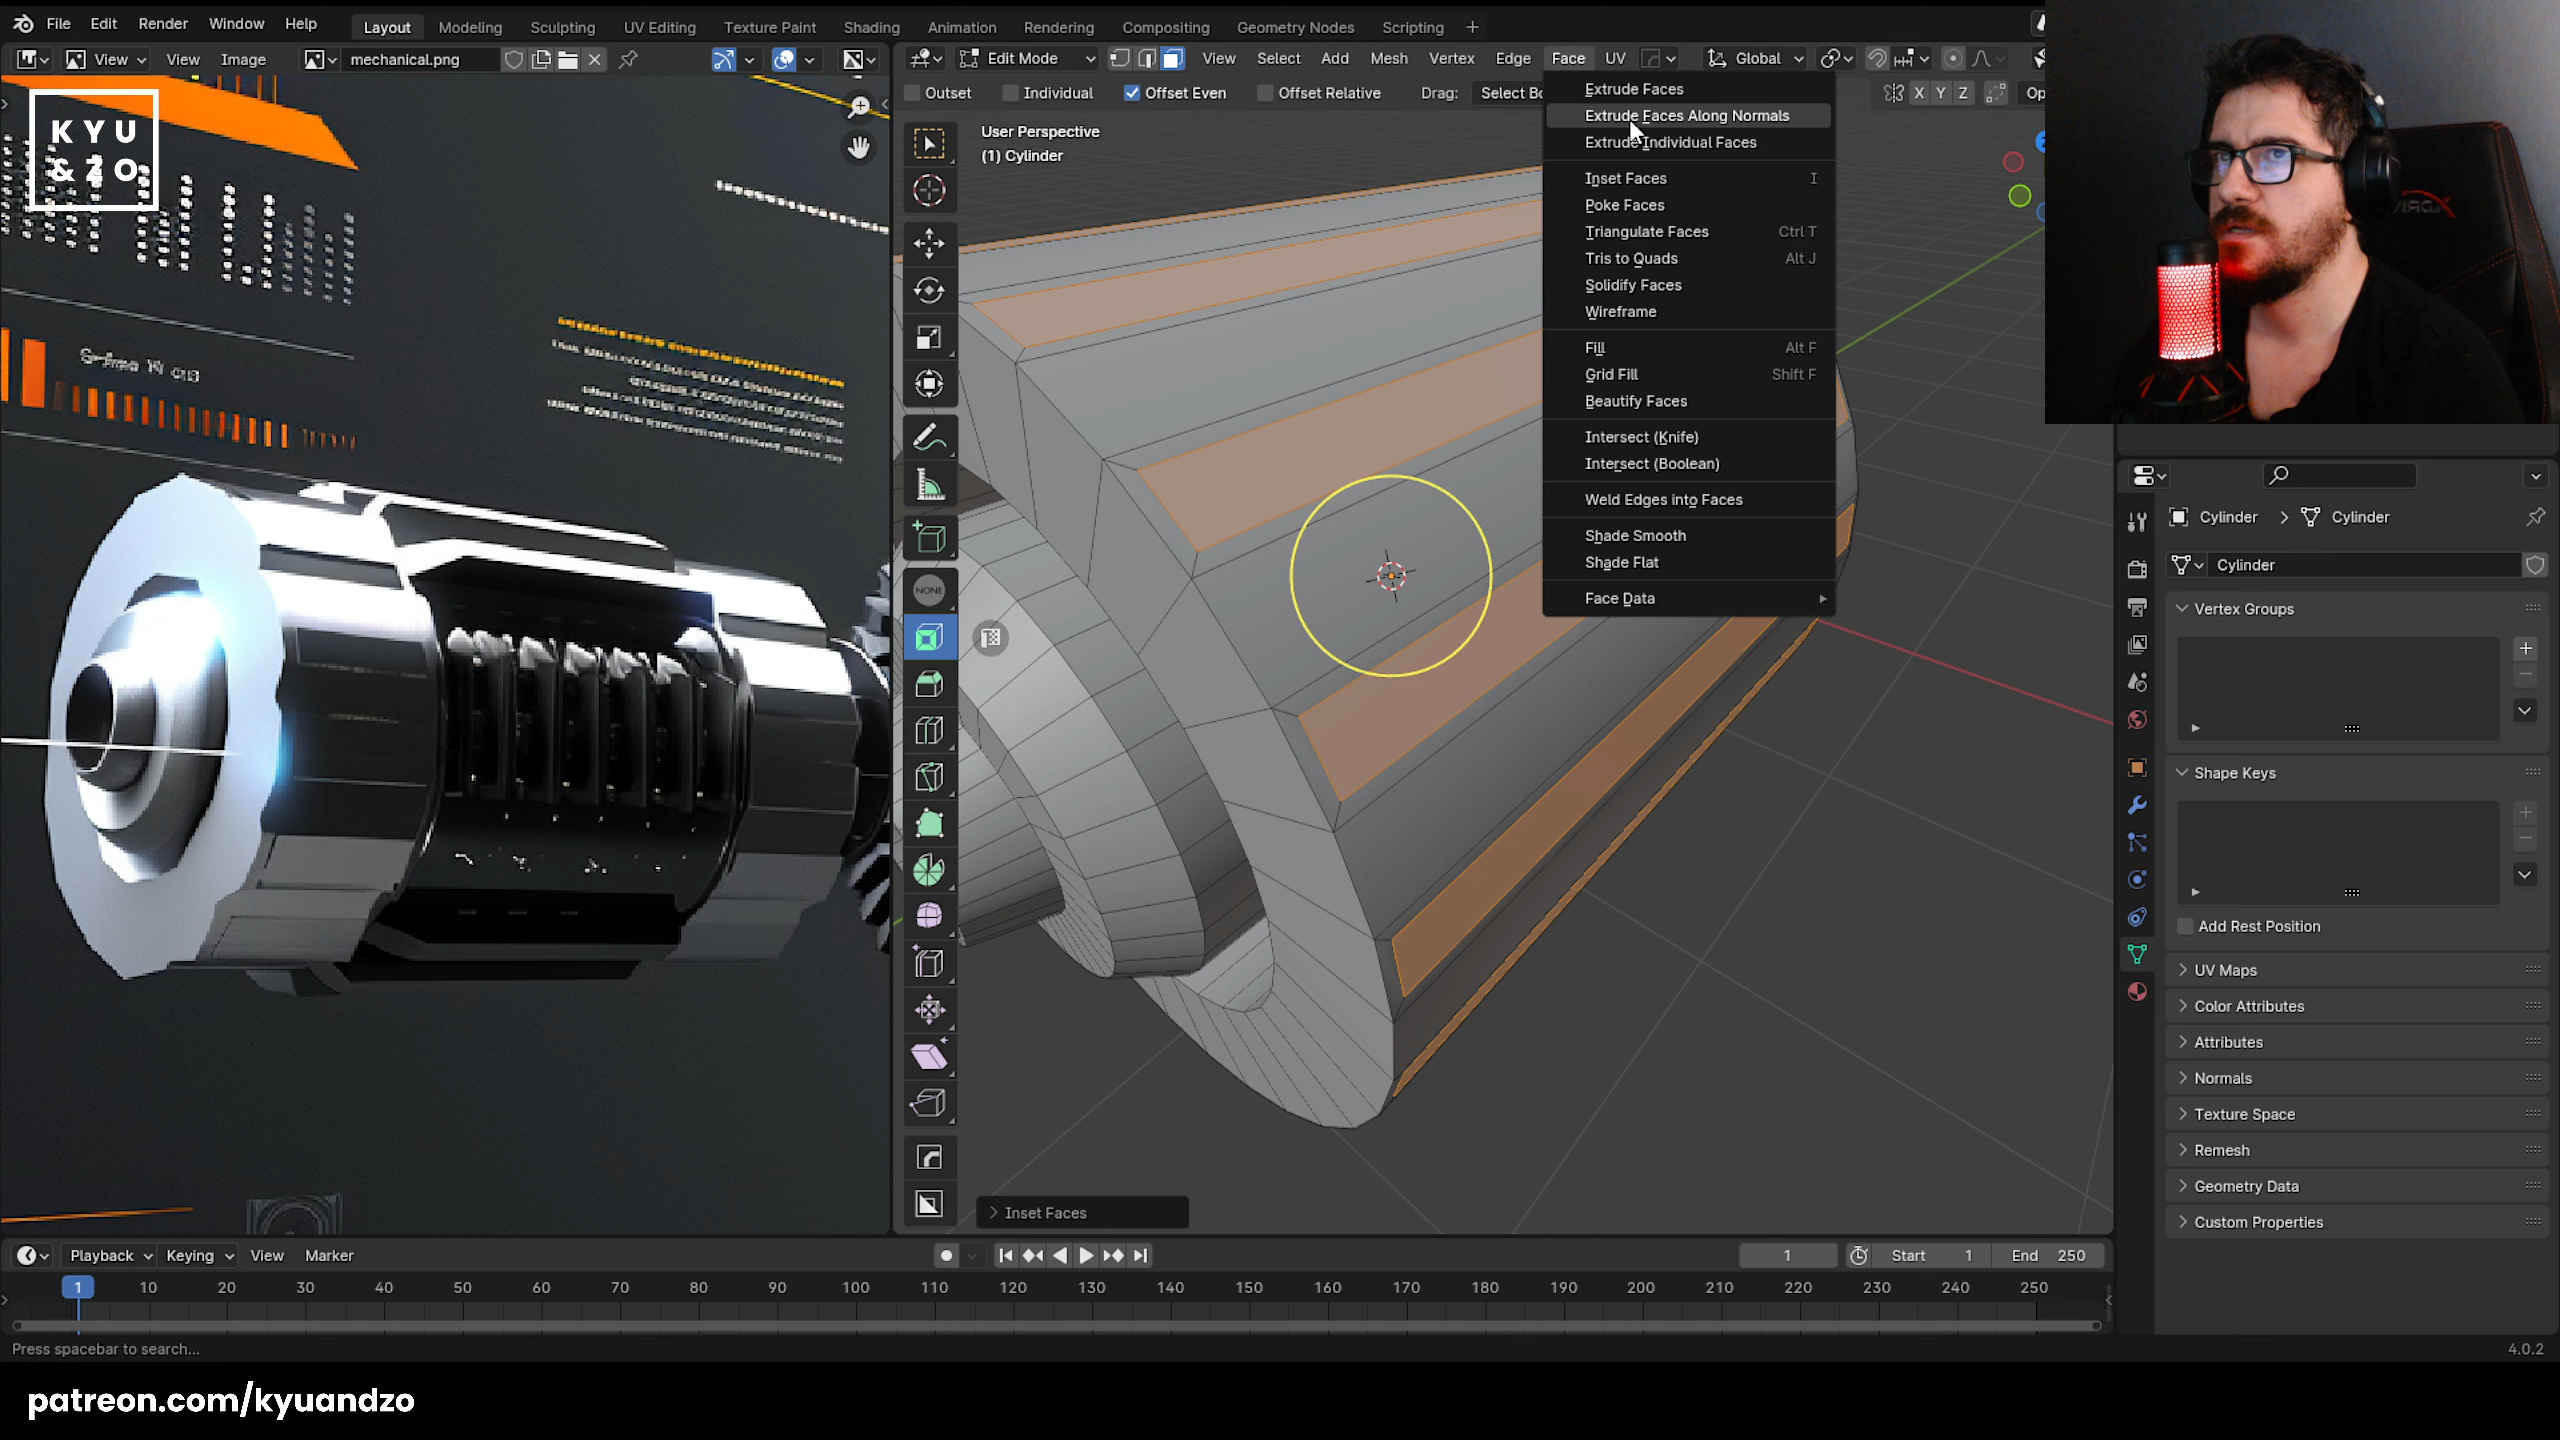 File Edit Render Window Help Layout Modeling Sculpting UV Editing Texture Paint Shading Animation Rendering Compositing Geometry Nodes Scripting +
View View Image mechanical.png
Edit Mode View Select Add Mesh Vertex Edge Face UV Global
Outset Individual Offset Even Offset Relative Drag: Select Bo
X Y Z Op
KYU
& ZO
User Perspective
(1) Cylinder
Extrude Faces
Extrude Faces Along Normals
Extrude Individual Faces
Inset Faces I
Poke Faces
Triangulate Faces Ctrl T
Tris to Quads Alt J
Solidify Faces
Wireframe
Fill Alt F
Grid Fill Shift F
Beautify Faces
Intersect (Knife)
Intersect (Boolean)
Weld Edges into Faces
Shade Smooth
Shade Flat
Face Data
NONE
Inset Faces
Cylinder > Cylinder
Cylinder
Vertex Groups
Shape Keys
Add Rest Position
UV Maps
Color Attributes
Attributes
Normals
Texture Space
Remesh
Geometry Data
Custom Properties
Playback Keying View Marker
1 Start 1 End 250
1 10 20 30 40 50 60 70 80 90 100 110 120 130 140 150 160 170 180 190 200 210 220 230 240 250
Press spacebar to search...
4.0.2
patreon.com/kyuandzo